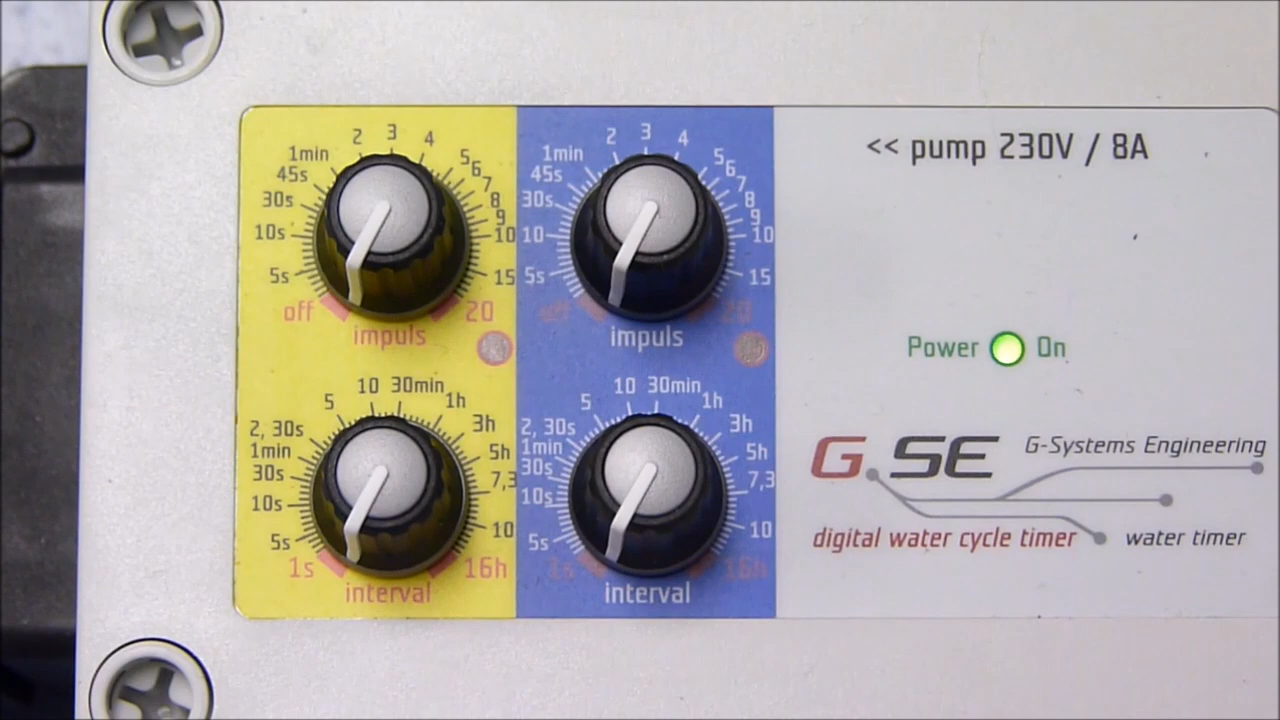 << pump 230V / 8A
2 3 4
1min 5
45s 6
30s 7
8
9
10s 10
5s 15
off 20
impuls
2 3 4
1min 5
45s 6
30s 7
8
9
10 10
5s 15
off 20
impuls
Power On
10 30min
5 1h
2, 30s 3h
1min 5h
30s 7,3
10s
5s 10
1s 16h
interval
10 30min
5 1h
2, 30s 3h
1min 5h
30s 7,3
10s
5s 10
1s 16h
interval
G SE G-Systems Engineering
digital water cycle timer water timer